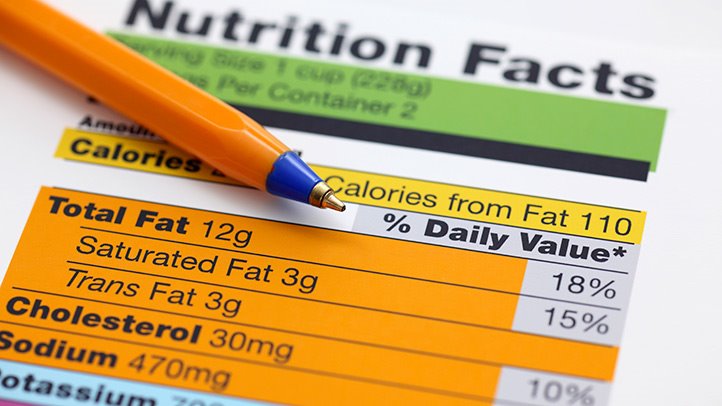 Nutrition Facts
Serving Size 1 cup (228g)
Per Container 2
Calories Calories from Fat 110
% Daily Value*
Total Fat 12g 18%
Saturated Fat 3g 15%
Trans Fat 3g
Cholesterol 30mg 10%
Sodium 470mg
Potassium